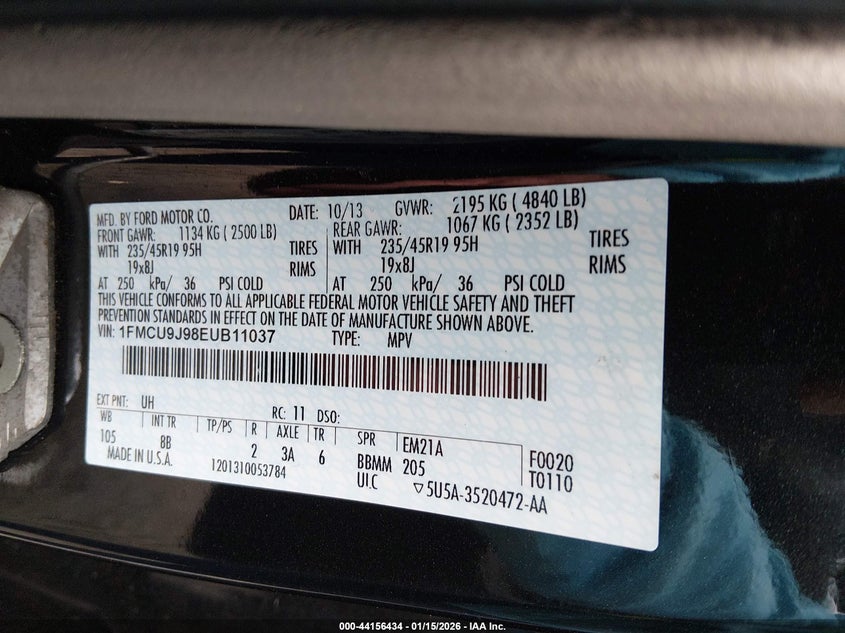 MFD. BY FORD MOTOR CO. DATE: 10/13 GVWR: 2195 KG ( 4840 LB)
FRONT GAWR: 1134 KG ( 2500 LB) REAR GAWR: 1067 KG ( 2352 LB)
WITH 235/45R19 95H TIRES WITH 235/45R19 95H TIRES
19x8J RIMS 19x8J RIMS
AT 250 kPa/ 36 PSI COLD AT 250 kPa/ 36 PSI COLD
THIS VEHICLE CONFORMS TO ALL APPLICABLE FEDERAL MOTOR VEHICLE SAFETY AND THEFT
PREVENTION STANDARDS IN EFFECT ON THE DATE OF MANUFACTURE SHOWN ABOVE.
VIN: 1FMCU9J98EUB11037 TYPE: MPV
EXT PNT: UH RC: 11 DSO:
WB INT TR TP/PS R AXLE TR SPR EM21A F0020
105 8B 2 3A 6 BBMM 205 T0110
MADE IN U.S.A. 1201310053784 UIC ▽5U5A-3520472-AA
000-44156434 - 01/15/2026 - IAA Inc.